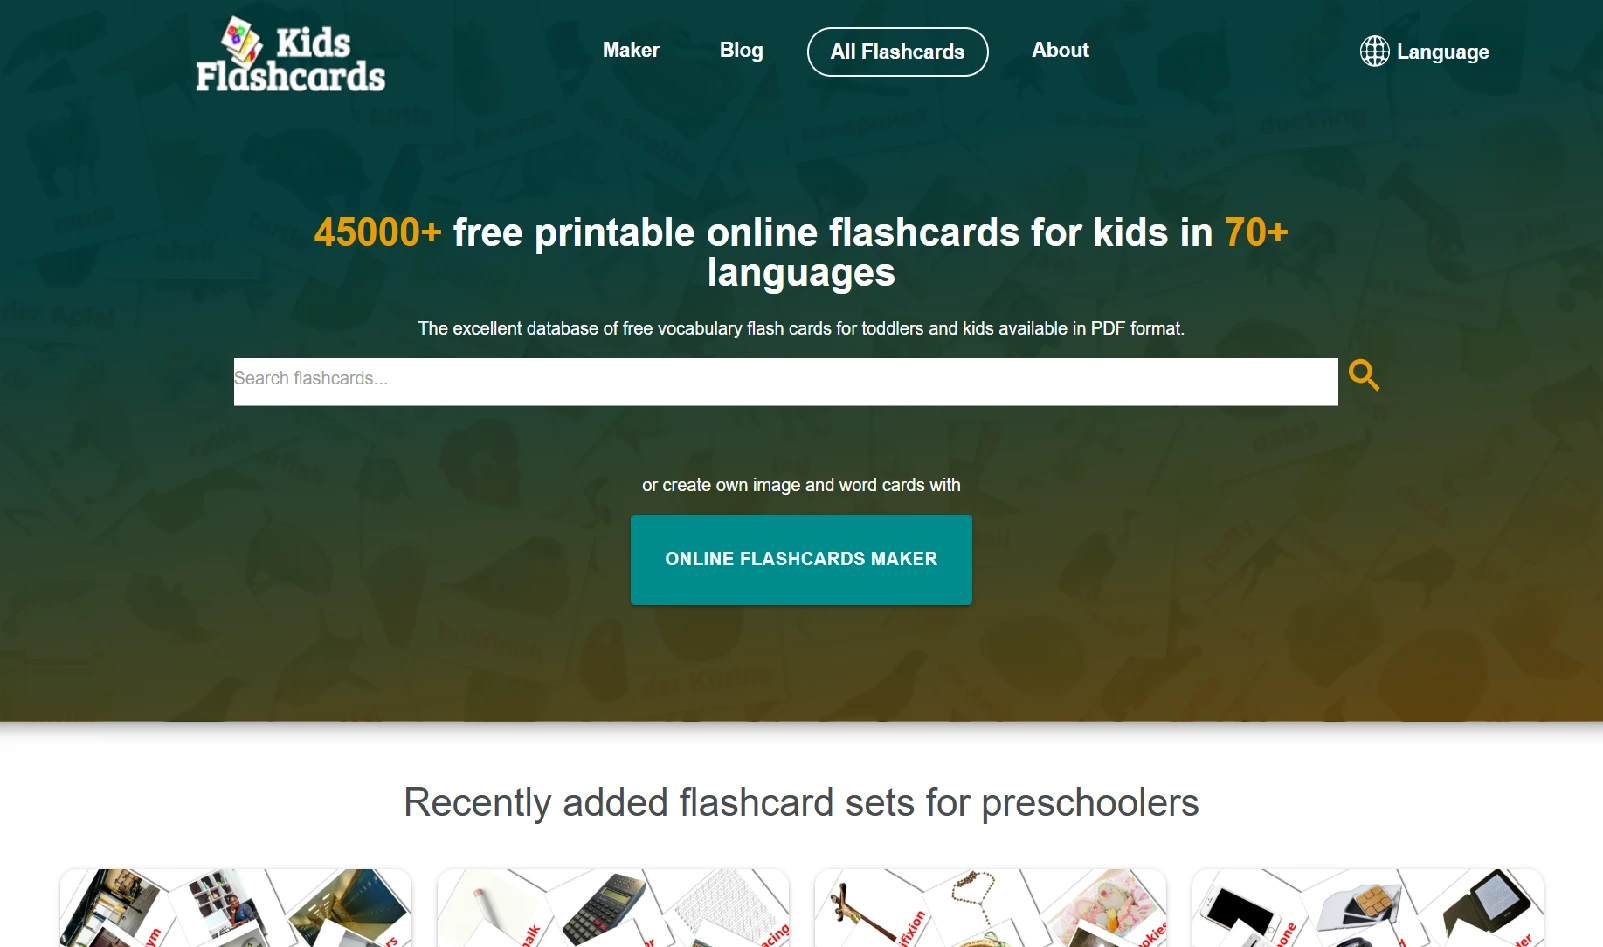 Kids
Flashcards
Maker
Blog
All Flashcards
About
Language
45000+ free printable online flashcards for kids in 70+
languages
The excellent database of free vocabulary flash cards for toddlers and kids available in PDF format.
Search flashcards...
or create own image and word cards with
ONLINE FLASHCARDS MAKER
Recently added flashcard sets for preschoolers